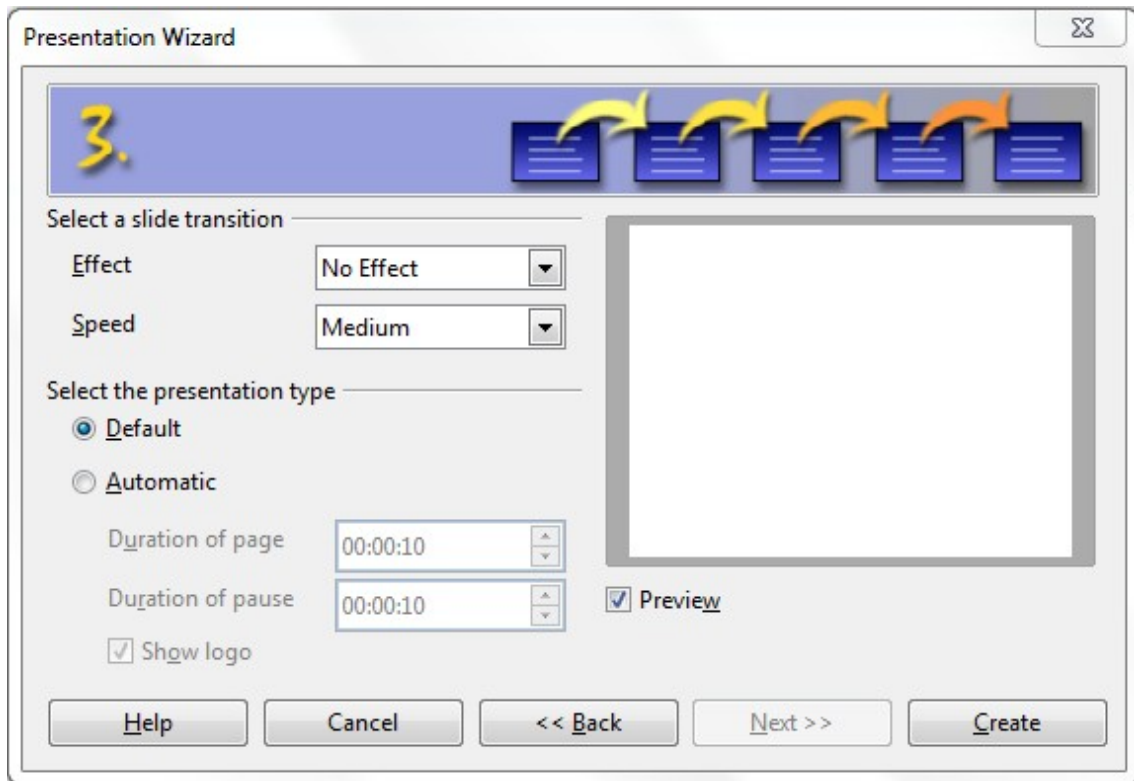 Presentation Wizard
3.
Select a slide transition
Effect No Effect
Speed Medium
Select the presentation type
Default
Automatic
Duration of page 00:00:10
Duration of pause 00:00:10
Preview
Show logo
Help Cancel << Back Next >> Create